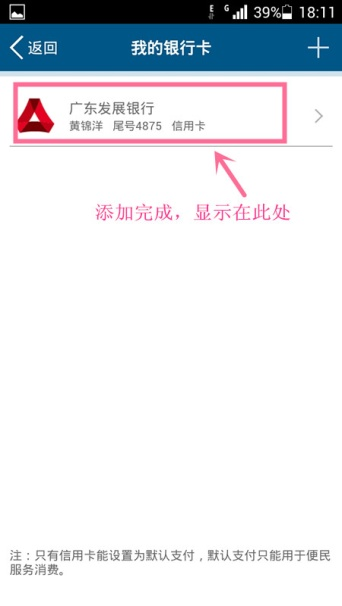 E G 39% 18:11
返回 我的银行卡
广东发展银行
黄锦洋 尾号4875 信用卡
添加完成，显示在此处
注：只有信用卡能设置为默认支付，默认支付只能用于便民
服务消费。